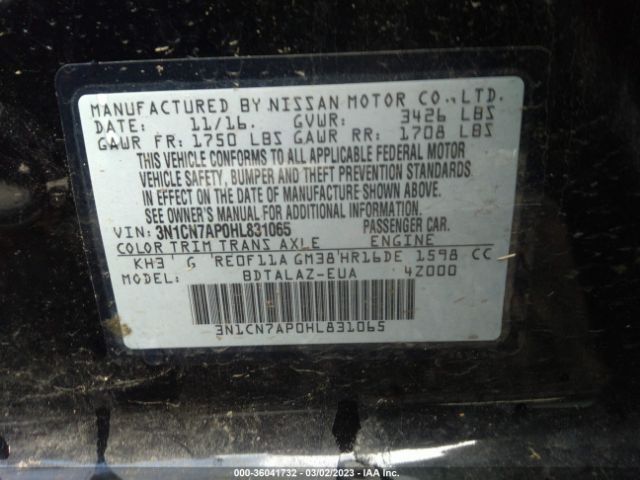 MANUFACTURED BY NISSAN MOTOR CO., LTD.
DATE: 11/16. GVWR: 3426 LBS
GAWR FR: 1750 LBS GAWR RR: 1708 LBS
THIS VEHICLE CONFORMS TO ALL APPLICABLE FEDERAL MOTOR
VEHICLE SAFETY, BUMPER AND THEFT PREVENTION STANDARDS
IN EFFECT ON THE DATE OF MANUFACTURE SHOWN ABOVE.
SEE OWNER'S MANUAL FOR ADDITIONAL INFORMATION.
VIN: 3N1CN7AP0HL831065 PASSENGER CAR.
COLOR TRIM TRANS AXLE ENGINE
KH3 G RE0F11A GM38 HR16DE 1598 CC
MODEL: BDTALAZ-EUA 4Z000
3N1CN7AP0HL831065
000-36041732 — 03/02/2023 — IAA Inc.